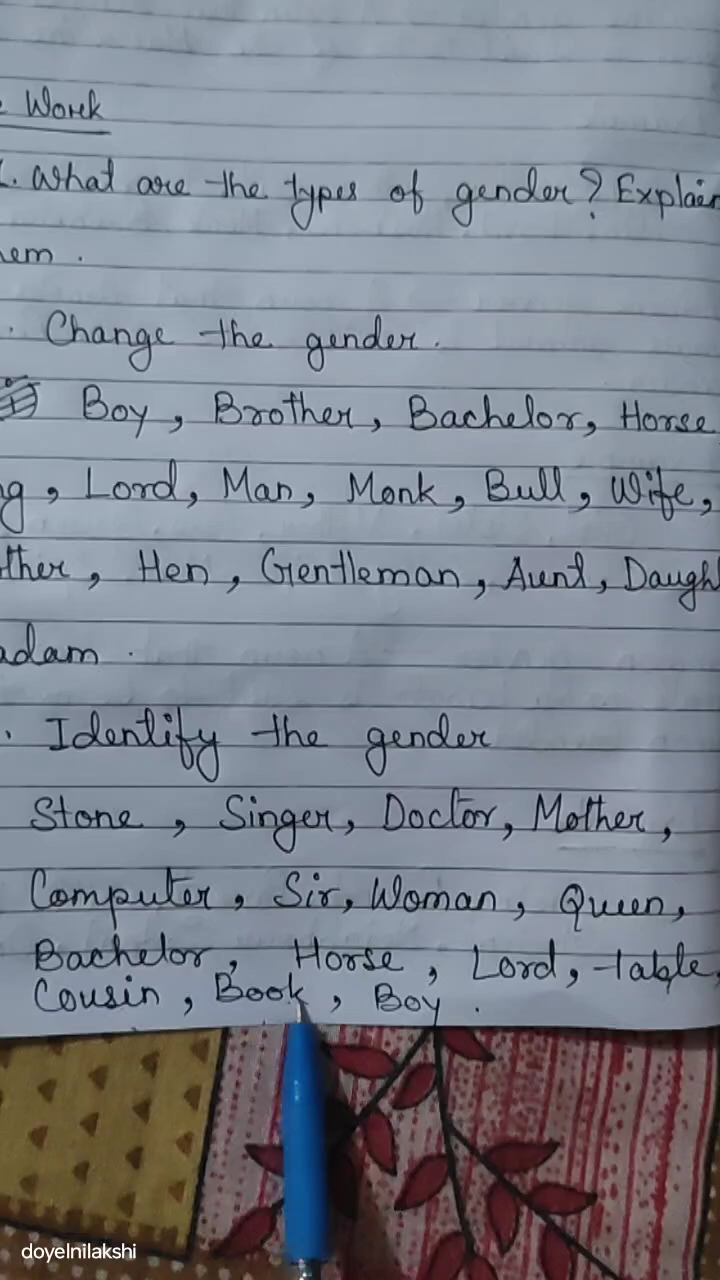 Work
. What are the types of gender? Explain
em .
. Change the gender.
Boy, Brother, Bachelor, Horse
g, Lord, Man, Monk, Bull, Wife,
ther, Hen, Gentleman, Aunt, Daugh
adam .
. Identify the gender
Stone, Singer, Doctor, Mother,
Computer, Sir, Woman, Queen,
Bachelor, Horse, Lord, table,
Cousin, Book, Boy.
doyelnilakshi